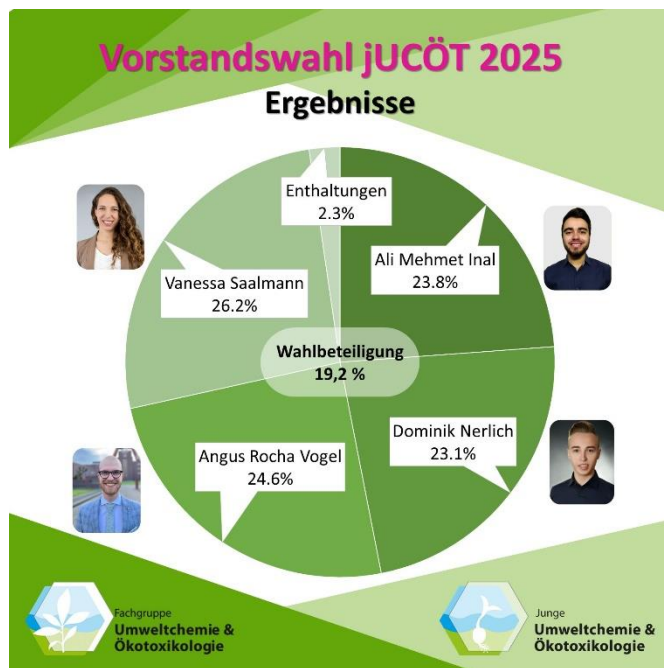 Vorstandswahl jUCÖT 2025
Ergebnisse
Enthaltungen
2.3%
Ali Mehmet Inal
23.8%
Vanessa Saalmann
26.2%
Wahlbeteiligung
19,2 %
Dominik Nerlich
23.1%
Angus Rocha Vogel
24.6%
Fachgruppe
Umweltchemie &
Ökotoxikologie
Junge
Umweltchemie &
Ökotoxikologie